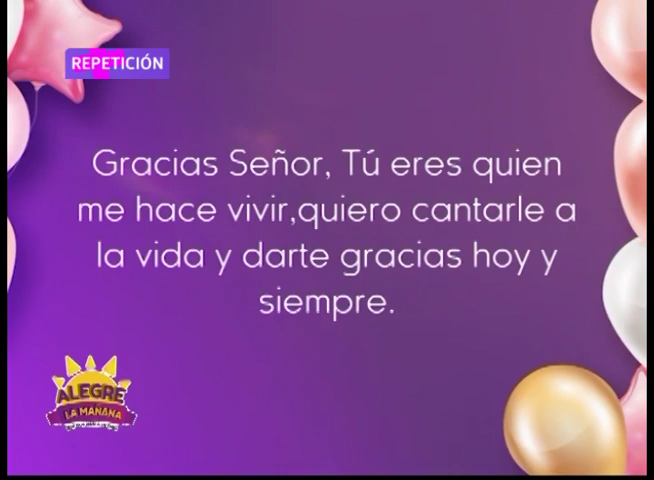 REPETICIÓN
Gracias Señor, Tú eres quien
me hace vivir,quiero cantarle a
la vida y darte gracias hoy y
siempre.
ALEGRE
LA MAÑANA